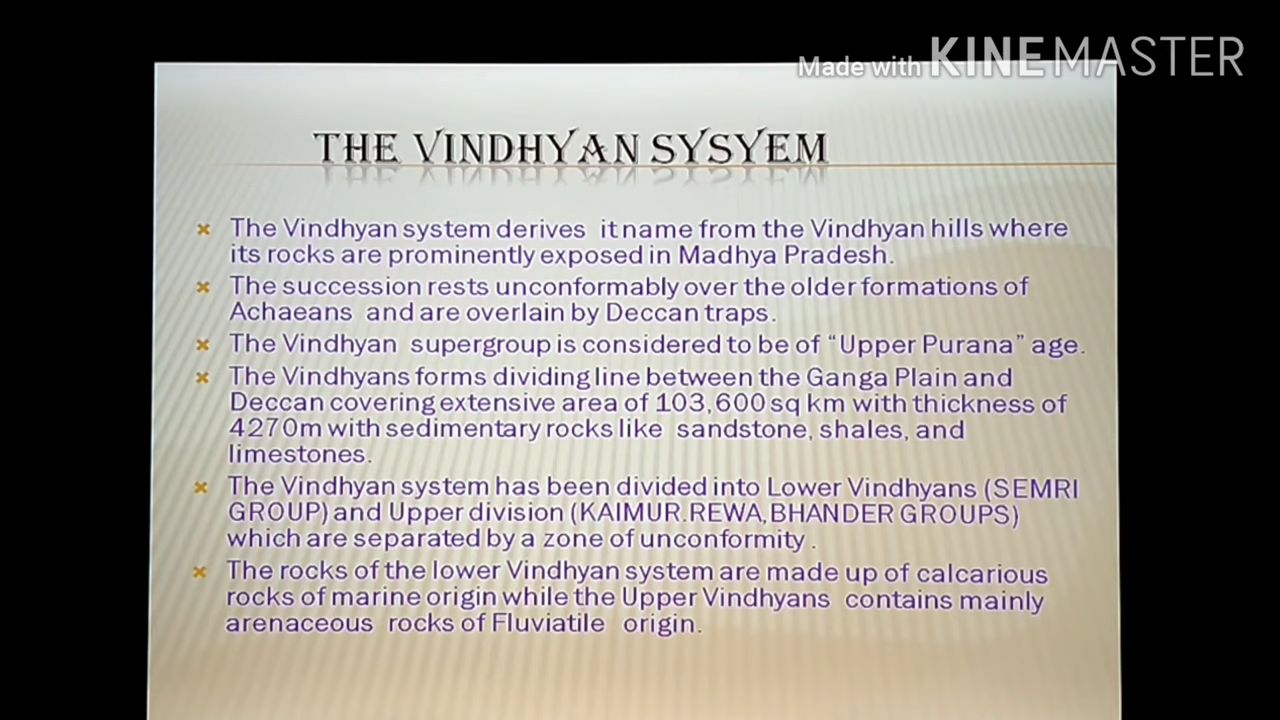 Made with KINEMASTER
THE VINDHYAN SYSYEM
The Vindhyan system derives it name from the Vindhyan hills where
its rocks are prominently exposed in Madhya Pradesh.
The succession rests unconformably over the older formations of
Achaeans and are overlain by Deccan traps.
The Vindhyan supergroup is considered to be of “Upper Purana” age.
The Vindhyans forms dividing line between the Ganga Plain and
Deccan covering extensive area of 103,600 sq km with thickness of
4270m with sedimentary rocks like sandstone, shales, and
limestones.
The Vindhyan system has been divided into Lower Vindhyans (SEMRI
GROUP) and Upper division (KAIMUR.REWA,BHANDER GROUPS)
which are separated by a zone of unconformity .
The rocks of the lower Vindhyan system are made up of calcarious
rocks of marine origin while the Upper Vindhyans contains mainly
arenaceous rocks of Fluviatile origin.